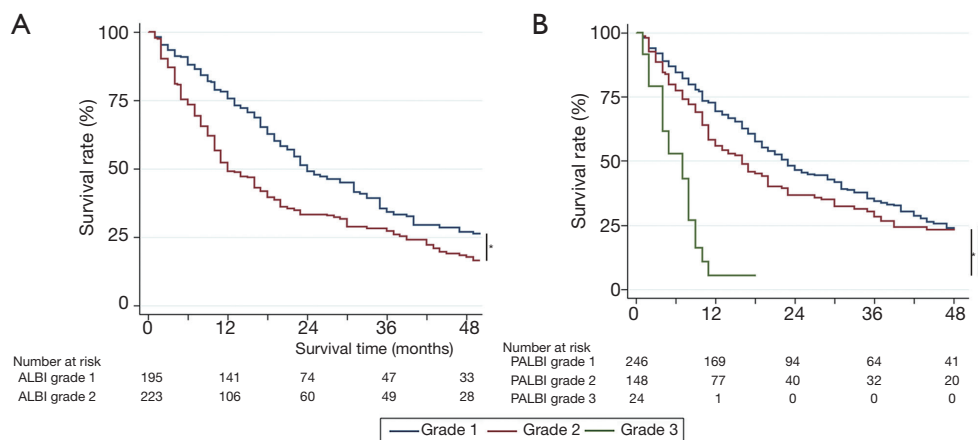 A
Survival rate (%)
100
75
50
25
0
0 12 24 36 48
Survival time (months)
*
Number at risk
ALBI grade 1 195 141 74 47 33
ALBI grade 2 223 106 60 49 28
B
Survival rate (%)
100
75
50
25
0
0 12 24 36 48
*
Number at risk
PALBI grade 1 246 169 94 64 41
PALBI grade 2 148 77 40 32 20
PALBI grade 3 24 1 0 0 0
Grade 1 Grade 2 Grade 3